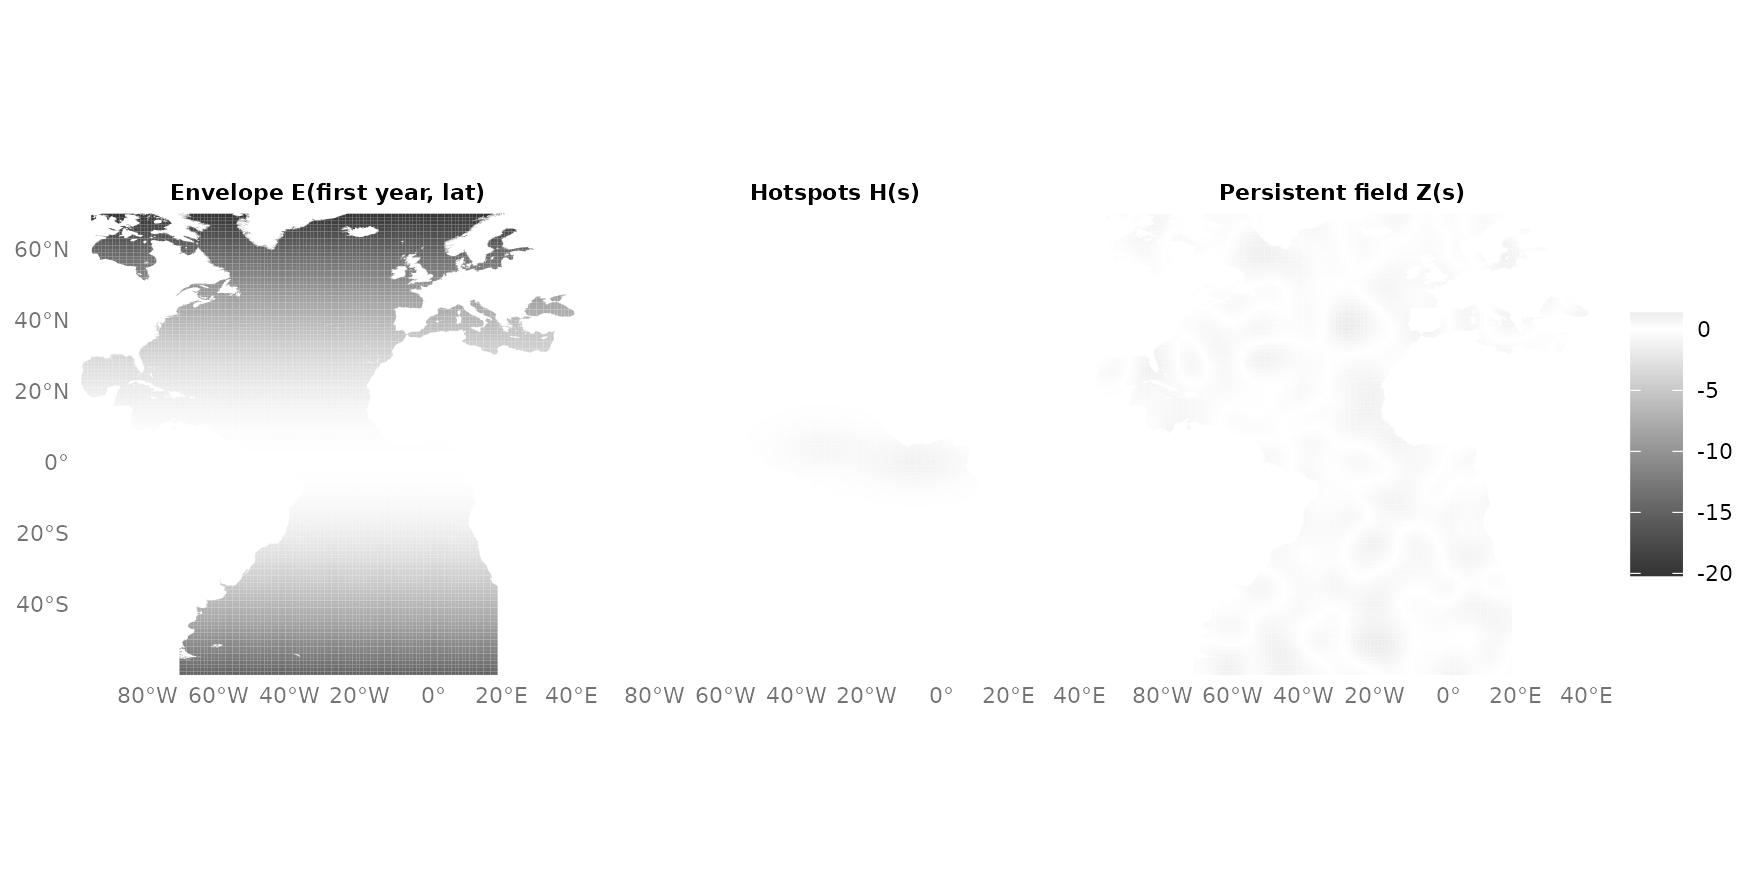 Envelope E(first year, lat)
Hotspots H(s)
Persistent field Z(s)
60°N
40°N
20°N
0°
20°S
40°S
80°W 60°W 40°W 20°W 0° 20°E 40°E
80°W 60°W 40°W 20°W 0° 20°E 40°E
80°W 60°W 40°W 20°W 0° 20°E 40°E
0
-5
-10
-15
-20